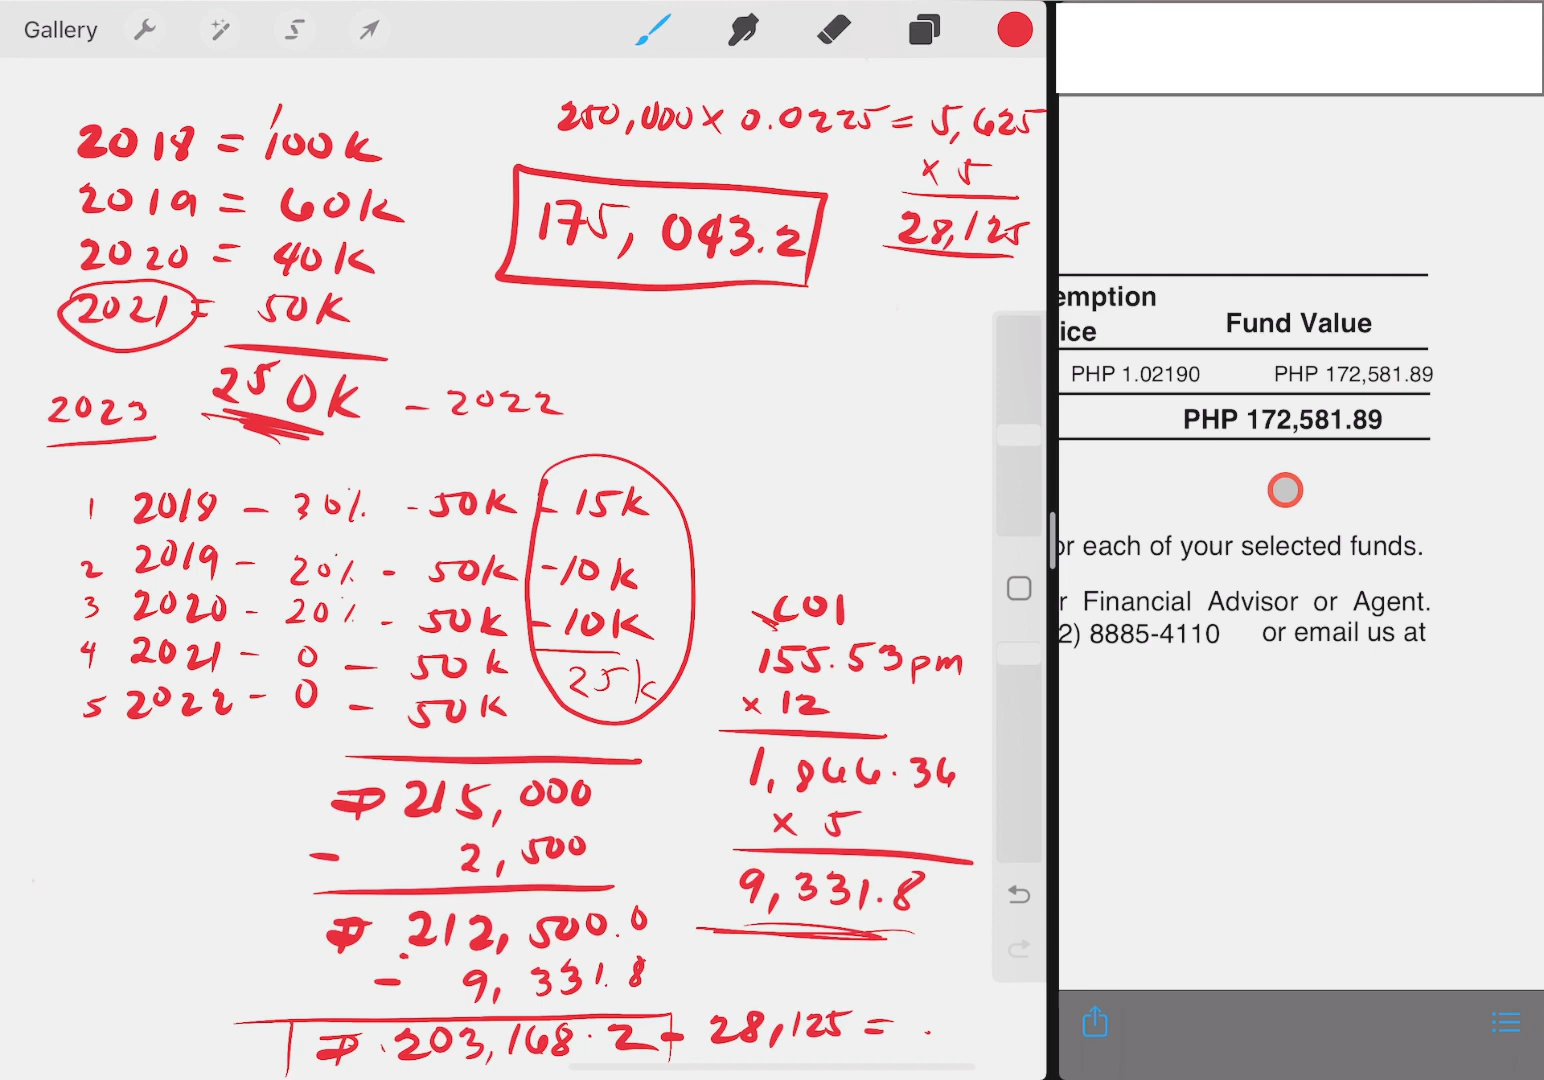 Gallery
2018 = 100K
2019 = 60K
2020 = 40K
2021 = 50K
250K - 2022
2023
250,000 x 0.0225 = 5,625
x 5
28,125
175,043.2
1 2018 - 30% - 50K - 15K
2 2019 - 20% - 50K - 10K
3 2020 - 20% - 50K - 10K
4 2021 - 0 - 50K
25K
5 2022 - 0 - 50K
₱ 215,000
- 2,500
₱ 212,500.0
- 9,331.8
₱ 203,168.2 - 28,125 =
COI
155.53pm
x 12
1,866.36
x 5
9,331.8
emption
ice Fund Value
PHP 1.02190 PHP 172,581.89
PHP 172,581.89
or each of your selected funds.
r Financial Advisor or Agent.
2) 8885-4110 or email us at